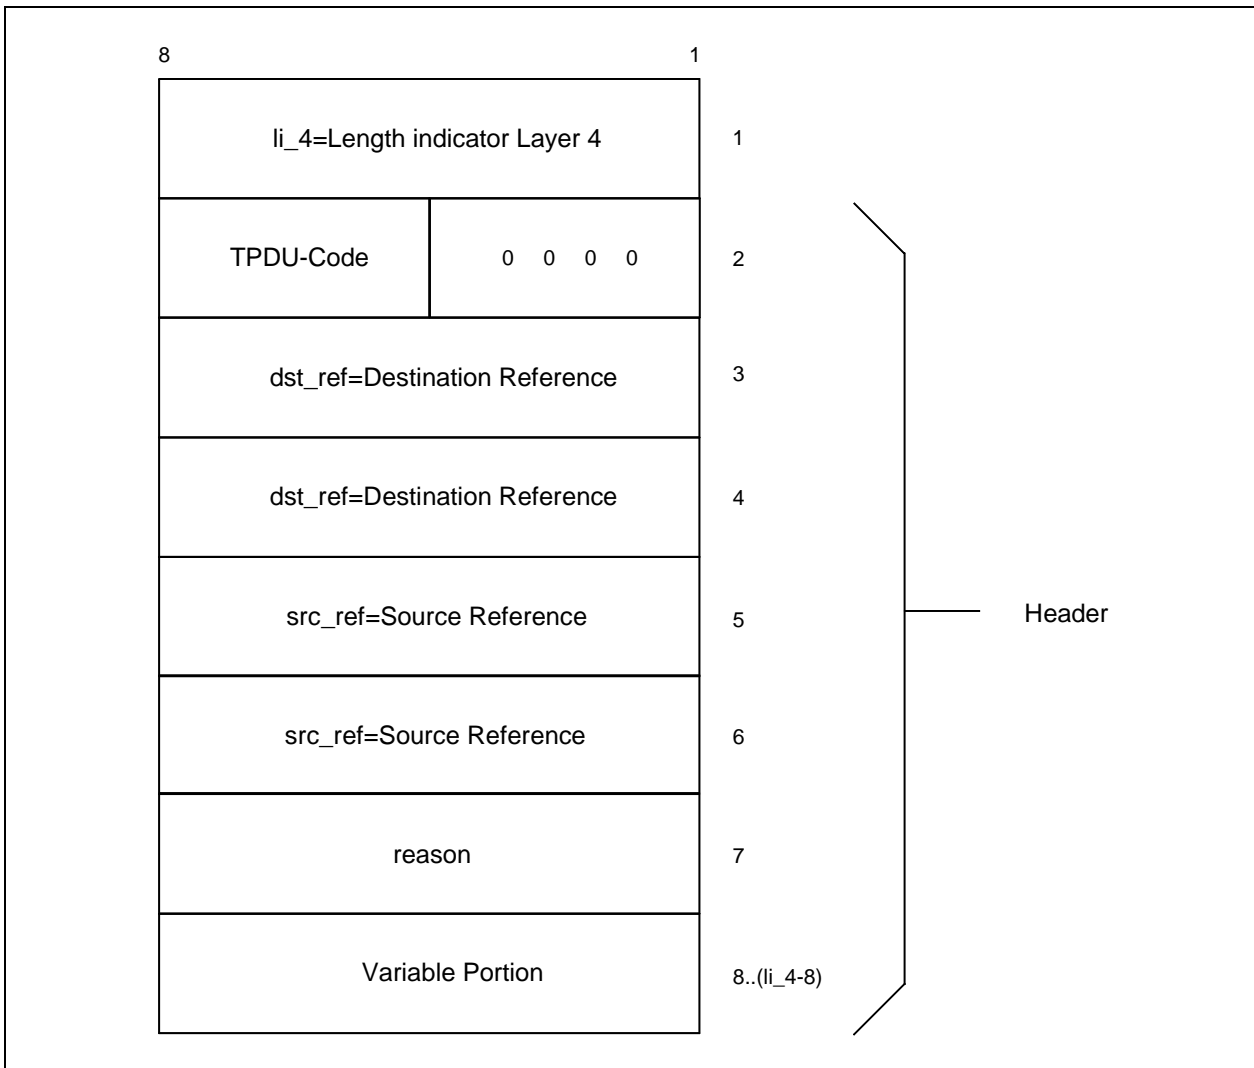 8 1
li_4=Length indicator Layer 4 1
TPDU-Code 0 0 0 0 2
dst_ref=Destination Reference 3
dst_ref=Destination Reference 4
src_ref=Source Reference 5
Header
src_ref=Source Reference 6
reason 7
Variable Portion 8..(li_4-8)